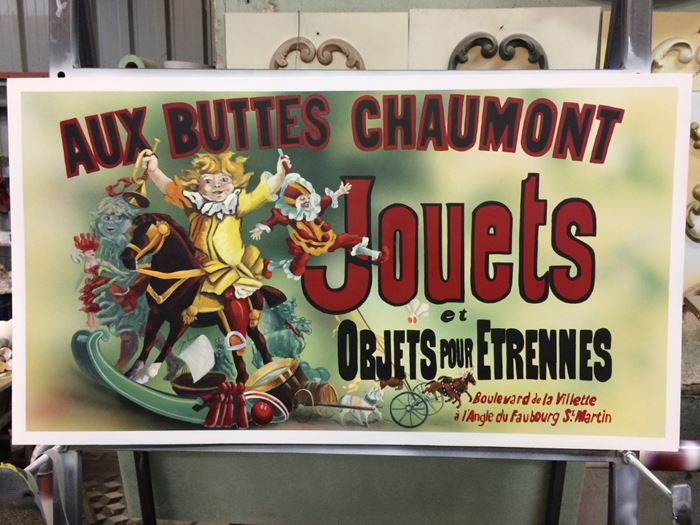 AUX BUTTES CHAUMONT
Jouets
et
OBJETS POUR ETRENNES
Boulevard de la Villette
à l'Angle du Faubourg St. Martin